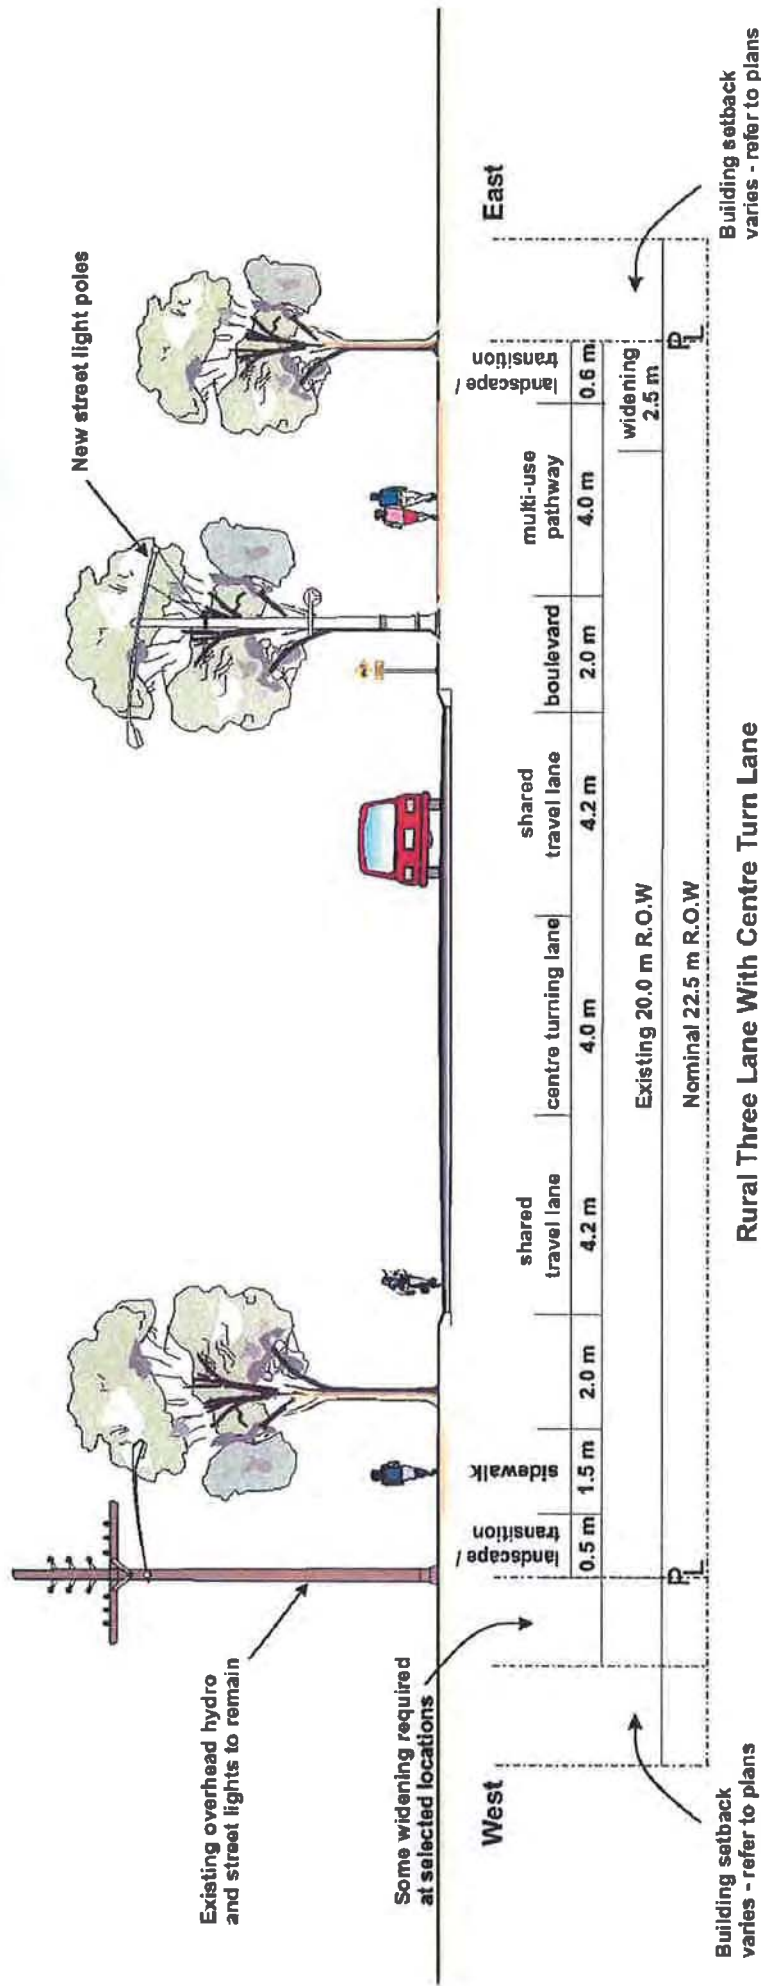 New street light poles
Existing overhead hydro
and street lights to remain
Some widening required
at selected locations
West
East
landscape /
transition
sidewalk
shared
travel lane
centre turning lane
shared
travel lane
boulevard
multi-use
pathway
landscape /
transition
0.5 m
1.5 m
2.0 m
4.2 m
4.0 m
4.2 m
2.0 m
4.0 m
0.6 m
Existing 20.0 m R.O.W
widening
2.5 m
Nominal 22.5 m R.O.W
PL
PL
Building setback
varies - refer to plans
Building setback
varies - refer to plans
Rural Three Lane With Centre Turn Lane